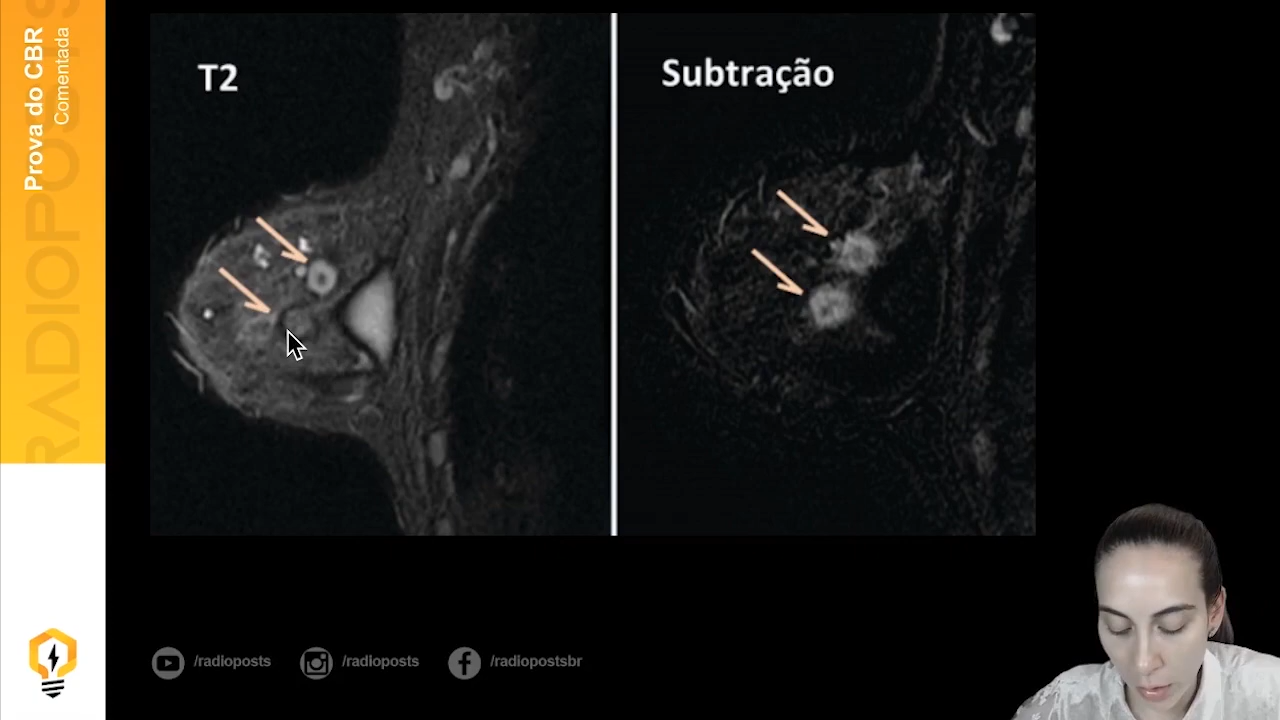 Prova do CBR
Comentada
RADIOPOSTS
T2
Subtração
/radioposts
/radioposts
/radiopostsbr